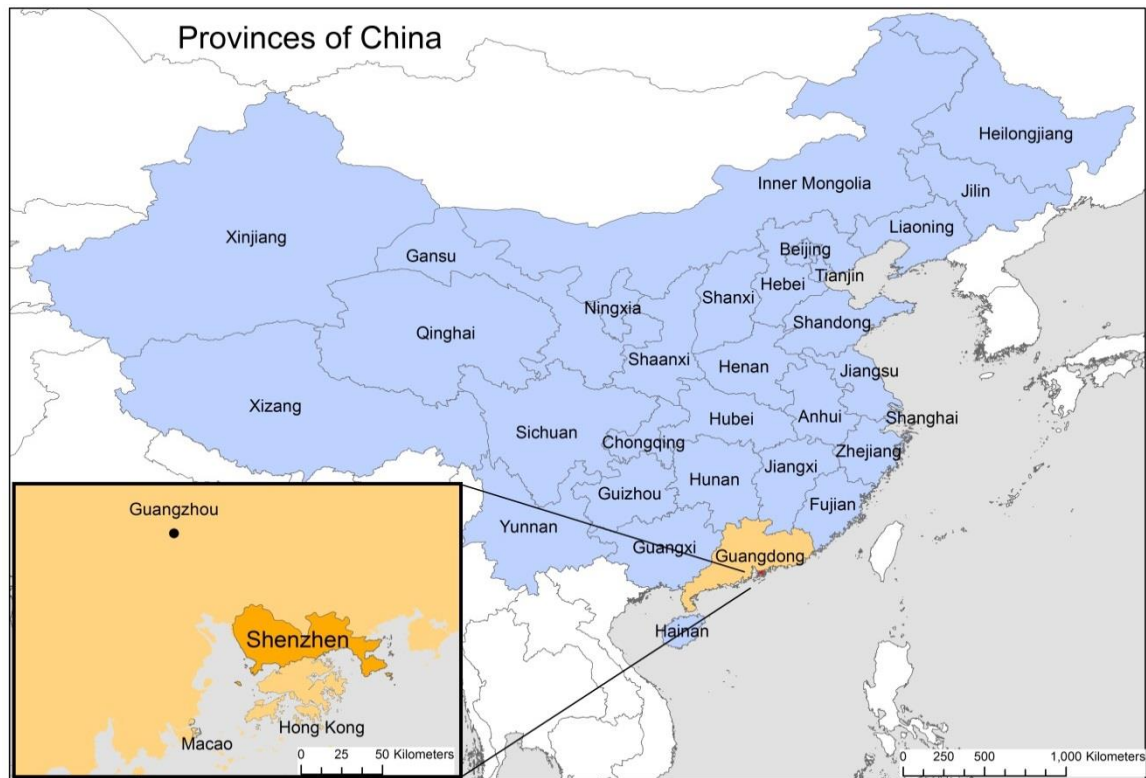 Provinces of China
Heilongjiang
Inner Mongolia
Jilin
Xinjiang
Liaoning
Gansu
Beijing
Tianjin
Hebei
Shanxi
Ningxia
Qinghai
Shandong
Shaanxi
Henan
Jiangsu
Xizang
Hubei
Anhui
Shanghai
Sichuan
Chongqing
Zhejiang
Jiangxi
Hunan
Guizhou
Fujian
Yunnan
Guangxi
Guangdong
Hainan
Guangzhou
Shenzhen
Hong Kong
Macao
0 25 50 Kilometers
0 250 500 1,000 Kilometers